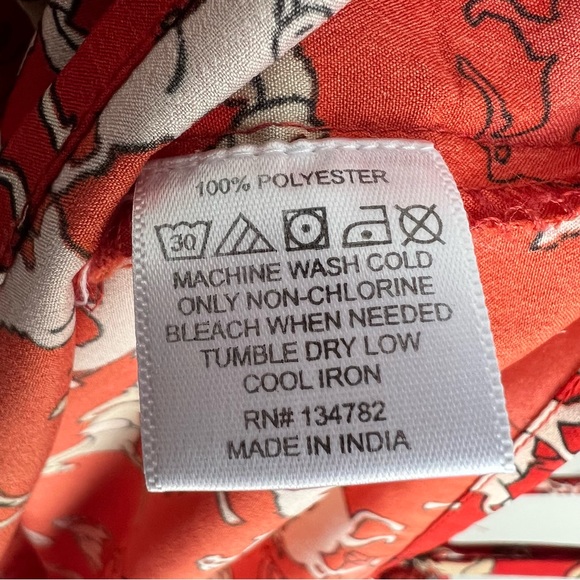 100% POLYESTER
30
MACHINE WASH COLD
ONLY NON-CHLORINE
BLEACH WHEN NEEDED
TUMBLE DRY LOW
COOL IRON
RN# 134782
MADE IN INDIA